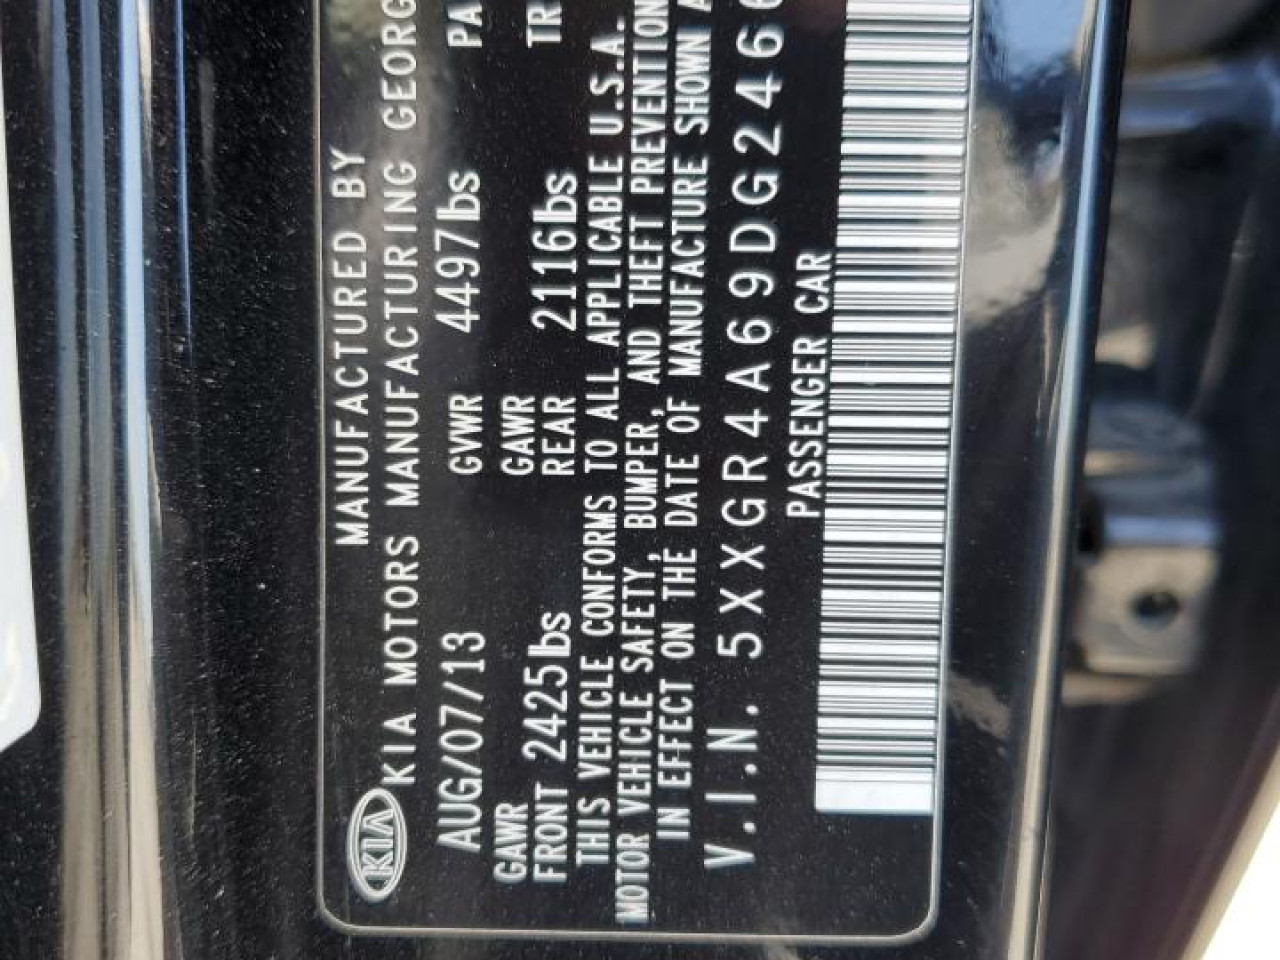 MANUFACTURED BY
KIA KIA MOTORS MANUFACTURING GEORG
AUG/07/13 GVWR 4497lbs PA
GAWR GAWR
FRONT 2425lbs REAR 2116lbs TR
THIS VEHICLE CONFORMS TO ALL APPLICABLE U.S.A.
MOTOR VEHICLE SAFETY, BUMPER, AND THEFT PREVENTION
IN EFFECT ON THE DATE OF MANUFACTURE SHOWN A
V.I.N. 5XXGR4A69DG246
PASSENGER CAR